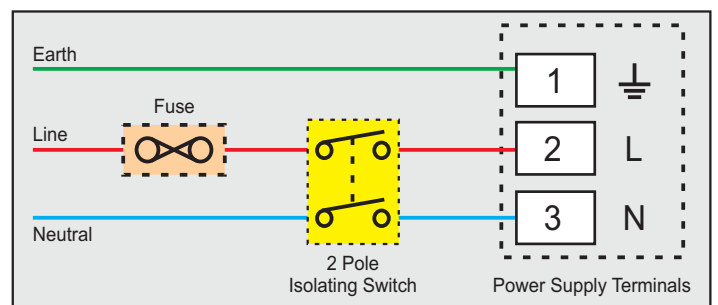 Earth
1
Fuse
Line
2 L
3 N
Neutral
2 Pole
Isolating Switch
Power Supply Terminals